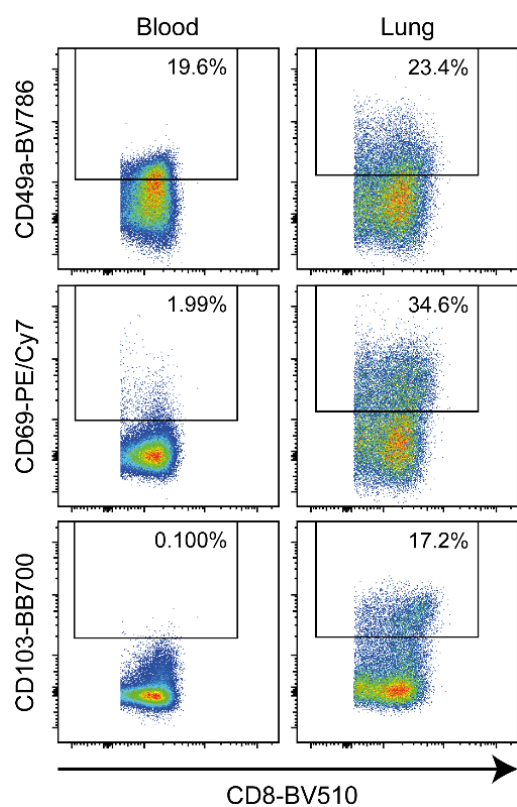 Blood
Lung
CD49a-BV786
19.6%
23.4%
CD69-PE/Cy7
1.99%
34.6%
CD103-BB700
0.100%
17.2%
CD8-BV510